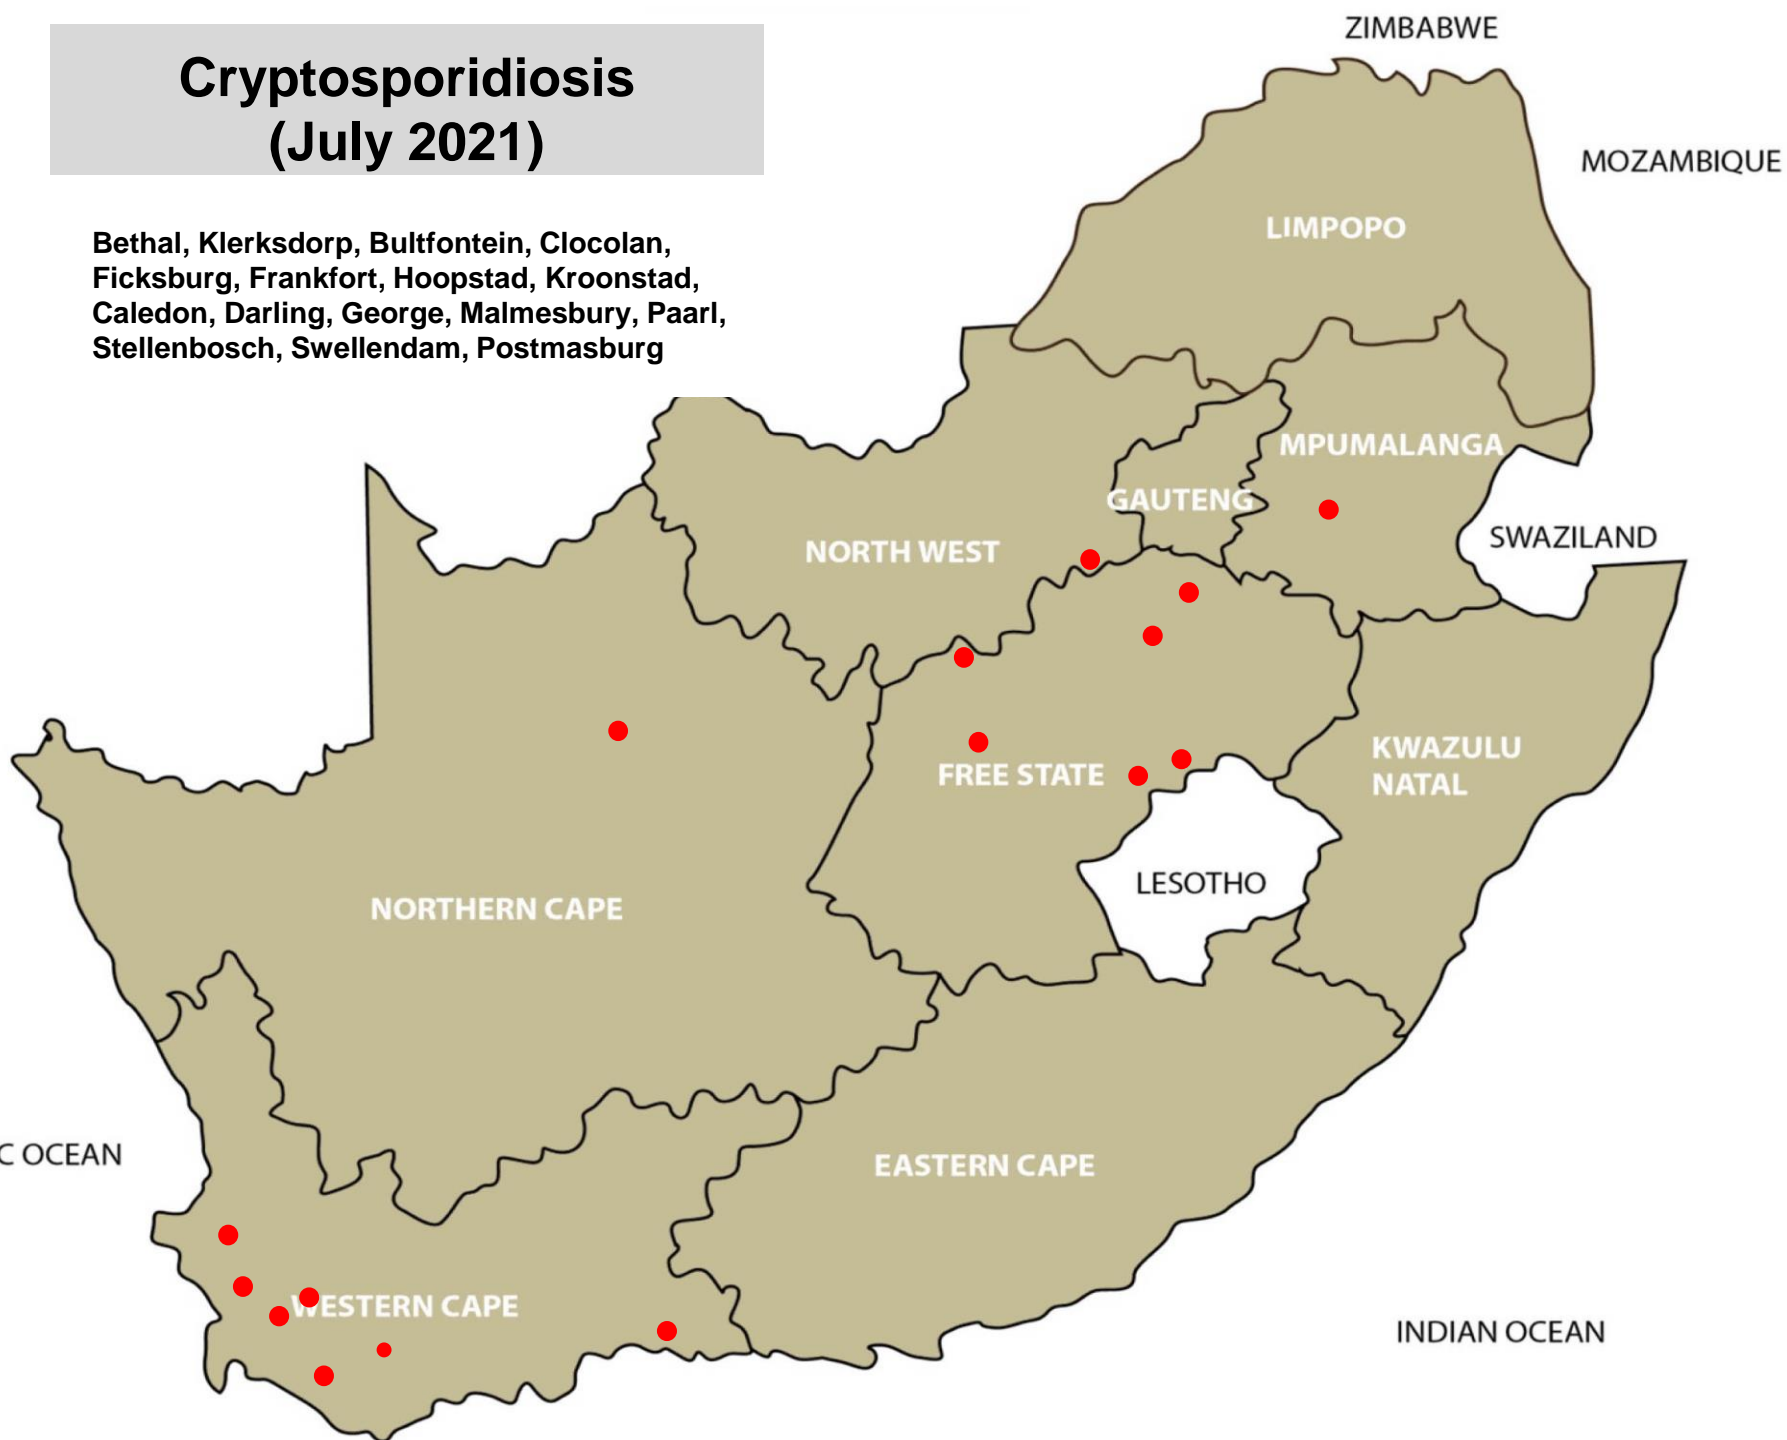 Cryptosporidiosis
(July 2021)
Bethal, Klerksdorp, Bultfontein, Clocolan,
Ficksburg, Frankfort, Hoopstad, Kroonstad,
Caledon, Darling, George, Malmesbury, Paarl,
Stellenbosch, Swellendam, Postmasburg
ZIMBABWE
MOZAMBIQUE
LIMPOPO
MPUMALANGA
GAUTENG
SWAZILAND
NORTH WEST
KWAZULU
NATAL
FREE STATE
LESOTHO
NORTHERN CAPE
C OCEAN
EASTERN CAPE
WESTERN CAPE
INDIAN OCEAN